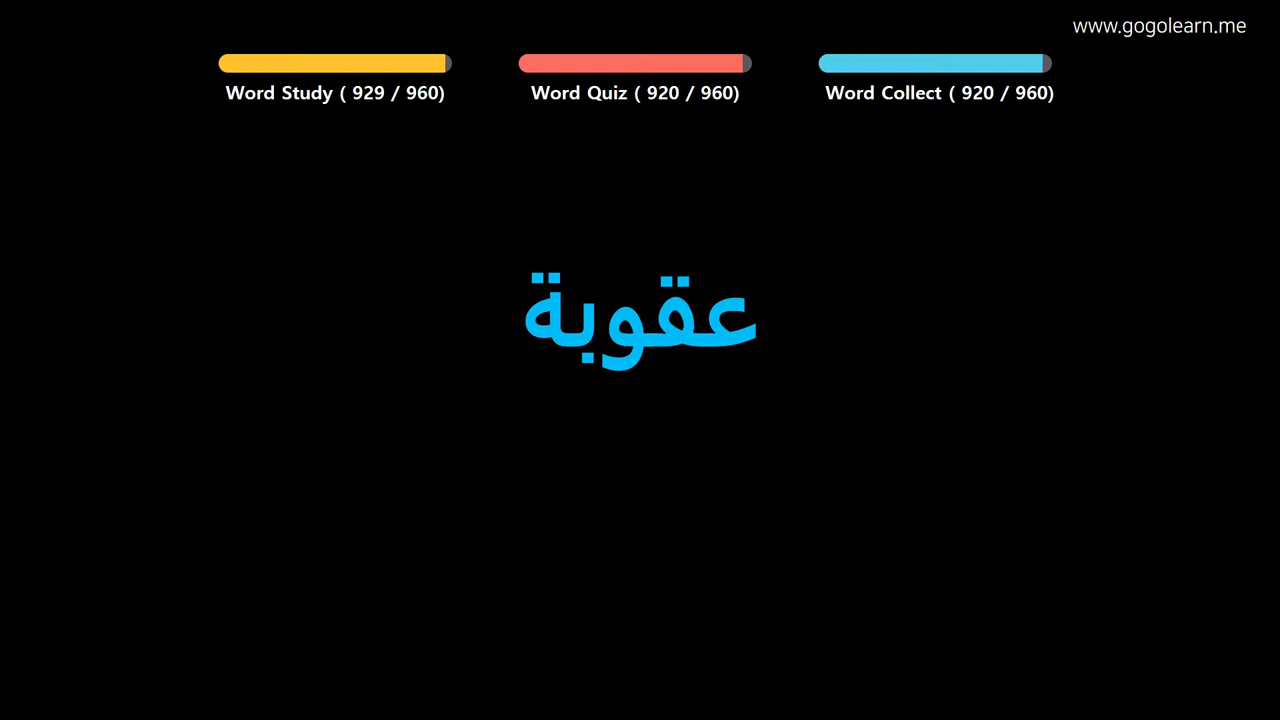 www.gogolearn.me
Word Study ( 929 / 960)
Word Quiz ( 920 / 960)
Word Collect ( 920 / 960)
عقوبة